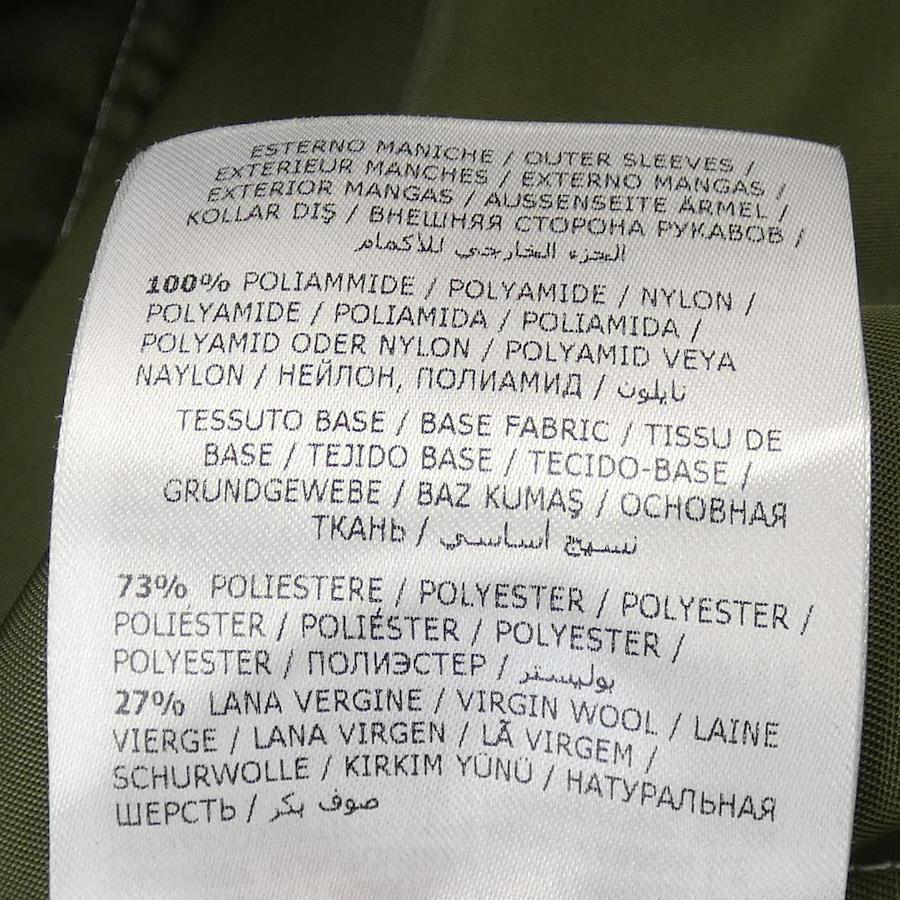 ESTERNO MANICHE / OUTER SLEEVES /
EXTERIEUR MANCHES / EXTERNO MANGAS /
EXTERIOR MANGAS / AUSSENSEITE ÄRMEL /
KOLLAR DIŞ / ВНЕШНЯЯ СТОРОНА РУКАВОВ /
الجزء الخارجي للأكمام
100% POLIAMMIDE / POLYAMIDE / NYLON /
POLYAMIDE / POLIAMIDA / POLIAMIDA /
POLYAMID ODER NYLON / POLYAMID VEYA
NAYLON / НЕЙЛОН, ПОЛИАМИД / نايلون
TESSUTO BASE / BASE FABRIC / TISSU DE
BASE / TEJIDO BASE / TECIDO-BASE /
GRUNDGEWEBE / BAZ KUMAŞ / ОСНОВНАЯ
ТКАНЬ / نسيج أساسي
73% POLIESTERE / POLYESTER / POLYESTER /
POLIÉSTER / POLIÉSTER / POLYESTER /
POLYESTER / ПОЛИЭСТЕР / بوليستر
27% LANA VERGINE / VIRGIN WOOL / LAINE
VIERGE / LANA VIRGEN / LÃ VIRGEM /
SCHURWOLLE / KIRKIM YÜNÜ / НАТУРАЛЬНАЯ
ШЕРСТЬ / صوف بكر